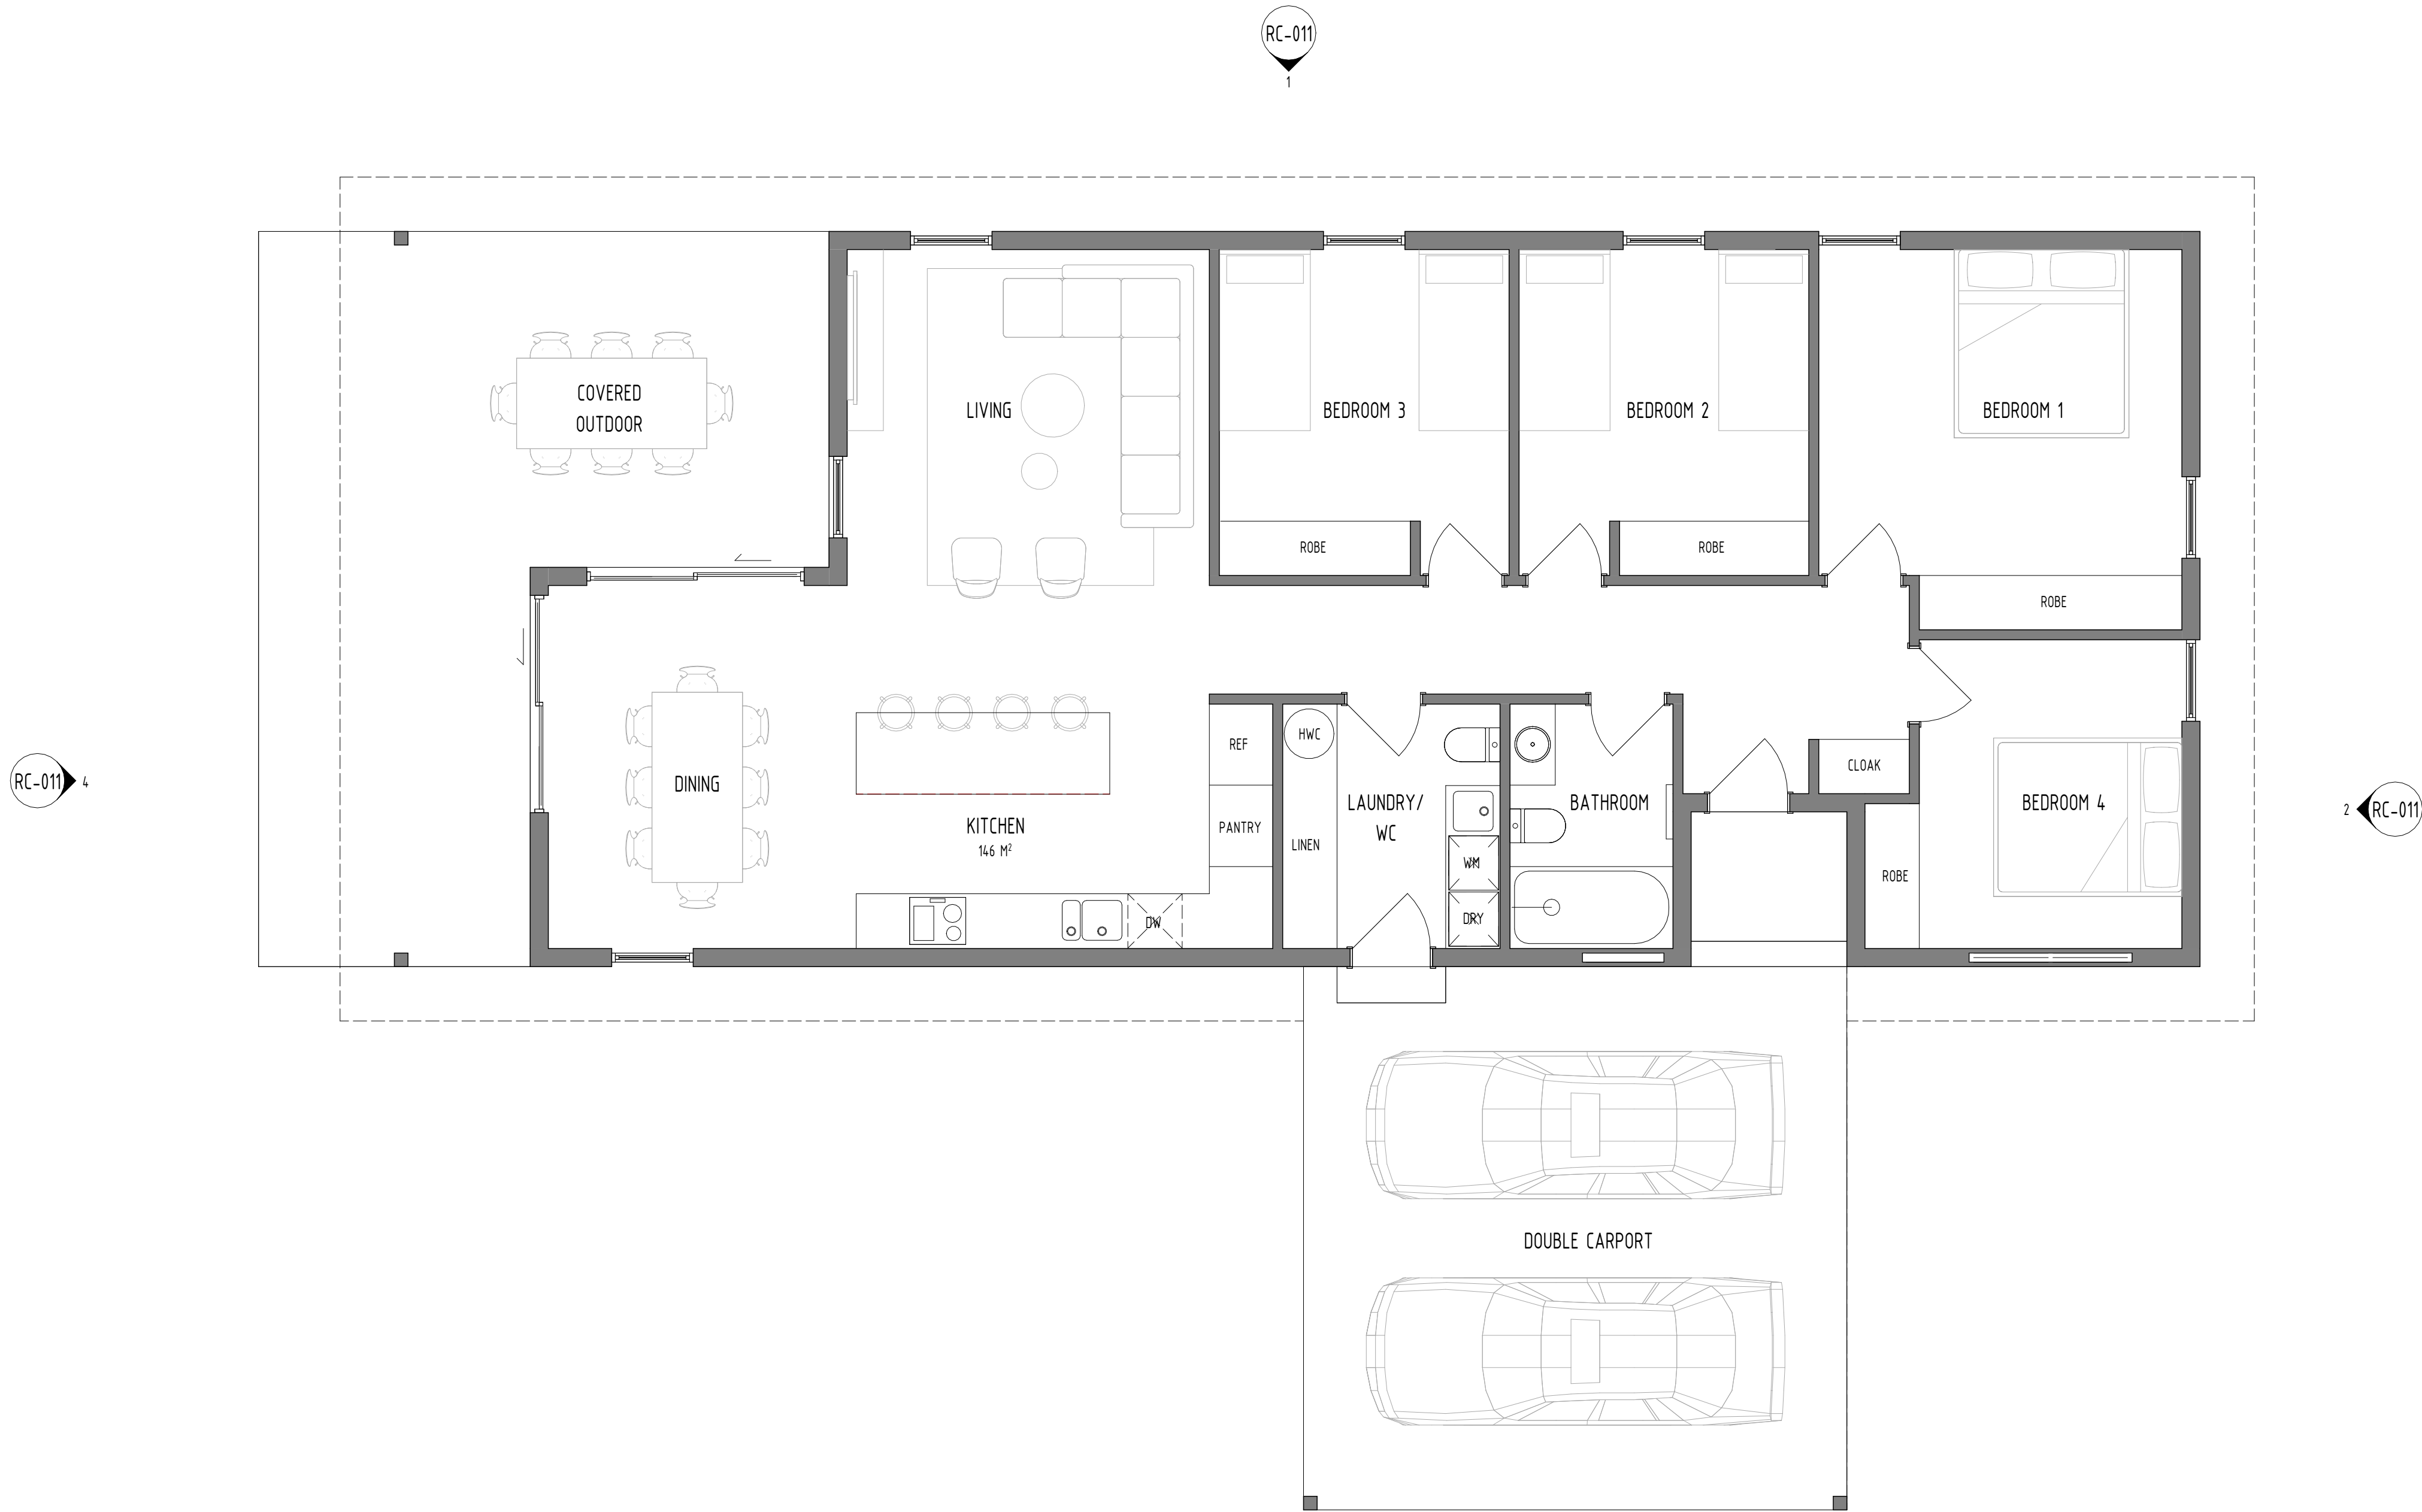 RC-011
1
COVERED
OUTDOOR
LIVING
BEDROOM 3
BEDROOM 2
BEDROOM 1
ROBE
ROBE
ROBE
RC-011
4
DINING
KITCHEN
146 M²
REF
PANTRY
HWC
LINEN
LAUNDRY/
WC
WM
DRY
DW
BATHROOM
CLOAK
ROBE
BEDROOM 4
2
RC-011
DOUBLE CARPORT